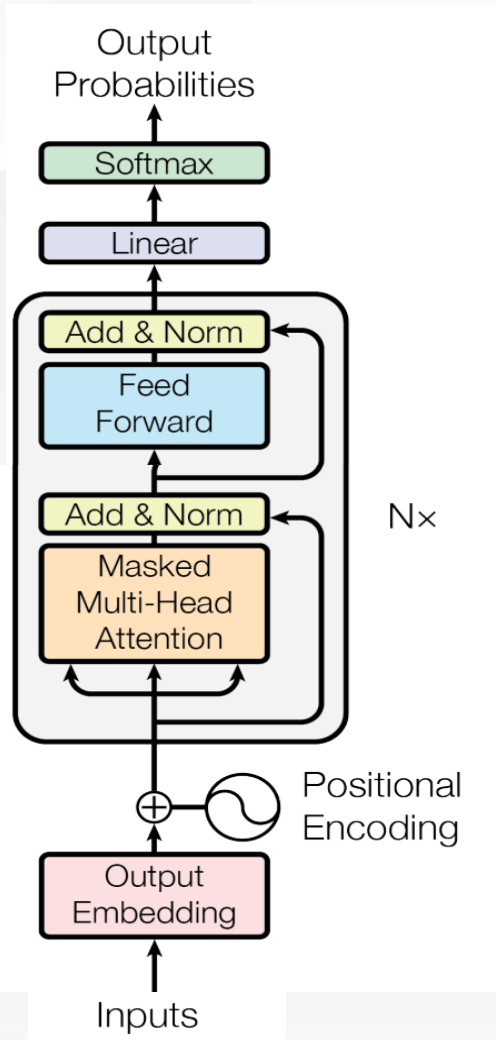 Output
Probabilities
Softmax
Linear
Add & Norm
Feed
Forward
Add & Norm
N×
Masked
Multi-Head
Attention
Positional
Encoding
Output
Embedding
Inputs